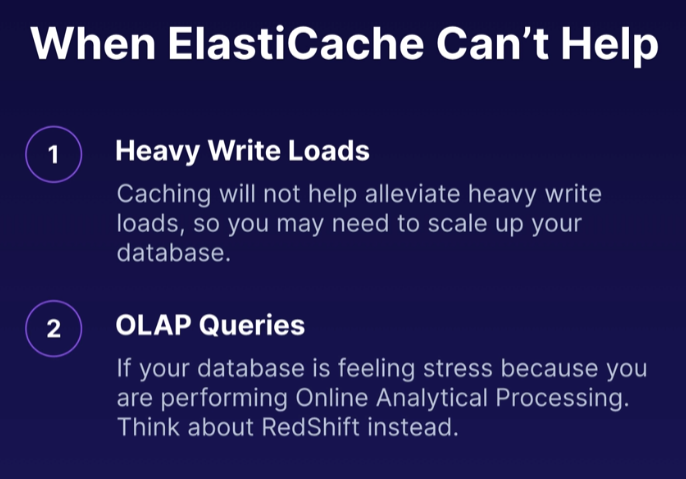 When ElastiCache Can’t Help
1
Heavy Write Loads
Caching will not help alleviate heavy write
loads, so you may need to scale up your
database.
2
OLAP Queries
If your database is feeling stress because you
are performing Online Analytical Processing.
Think about RedShift instead.